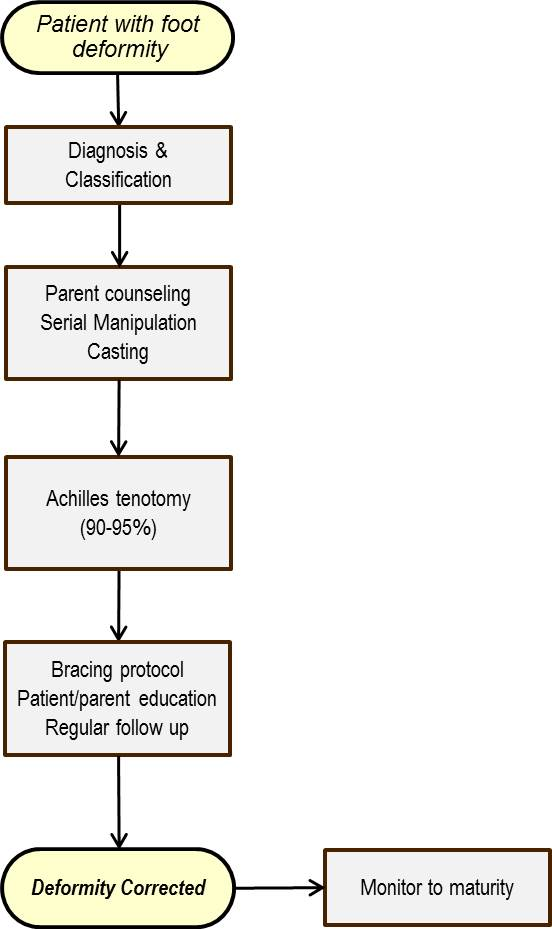 Patient with foot
deformity
Diagnosis &
Classification
Parent counseling
Serial Manipulation
Casting
Achilles tenotomy
(90-95%)
Bracing protocol
Patient/parent education
Regular follow up
Deformity Corrected
Monitor to maturity